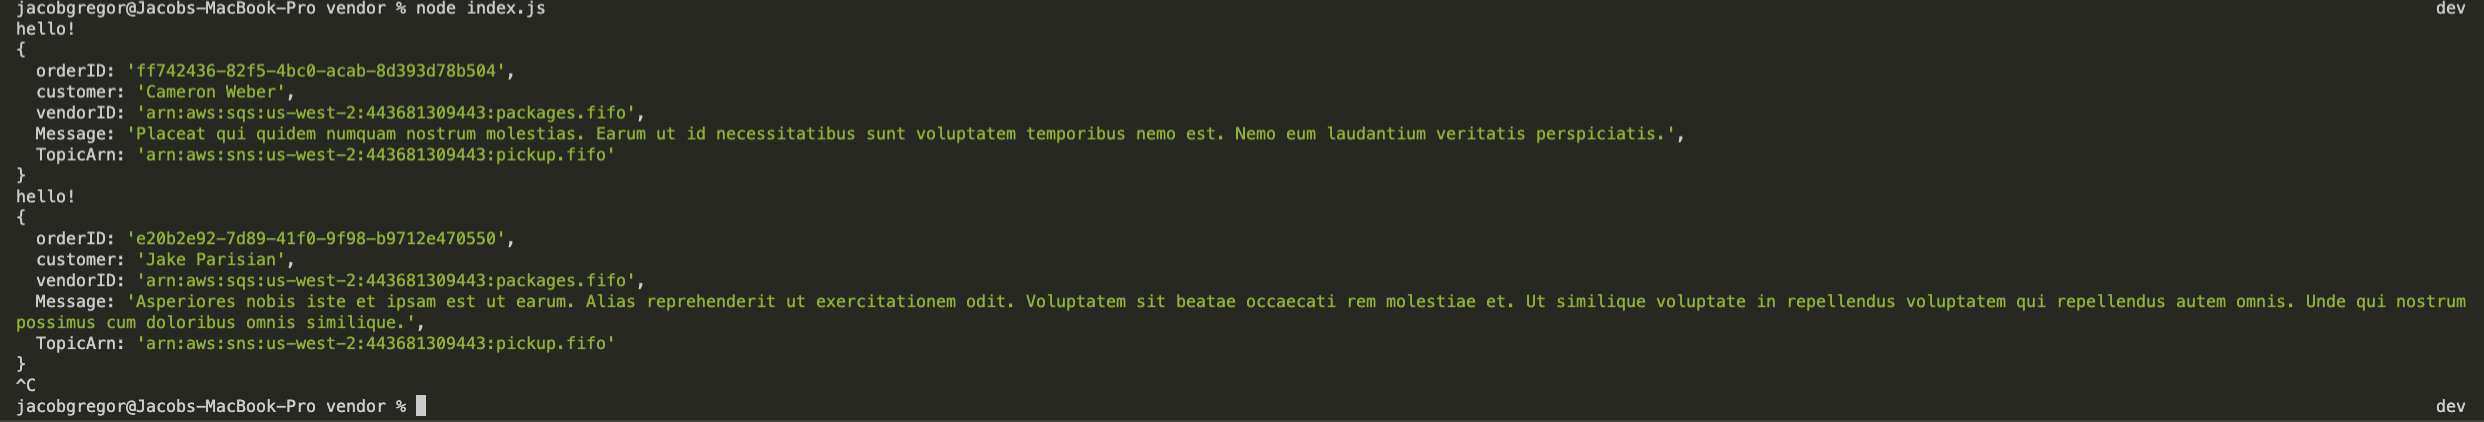 jacobgregor@Jacobs-MacBook-Pro vendor % node index.js dev
hello!
{
  orderID: 'ff742436-82f5-4bc0-acab-8d393d78b504',
  customer: 'Cameron Weber',
  vendorID: 'arn:aws:sqs:us-west-2:443681309443:packages.fifo',
  Message: 'Placeat qui quidem numquam nostrum molestias. Earum ut id necessitatibus sunt voluptatem temporibus nemo est. Nemo eum laudantium veritatis perspiciatis.',
  TopicArn: 'arn:aws:sns:us-west-2:443681309443:pickup.fifo'
}
hello!
{
  orderID: 'e20b2e92-7d89-41f0-9f98-b9712e470550',
  customer: 'Jake Parisian',
  vendorID: 'arn:aws:sqs:us-west-2:443681309443:packages.fifo',
  Message: 'Asperiores nobis iste et ipsam est ut earum. Alias reprehenderit ut exercitationem odit. Voluptatem sit beatae occaecati rem molestiae et. Ut similique voluptate in repellendus voluptatem qui repellendus autem omnis. Unde qui nostrum
possimus cum doloribus omnis similique.',
  TopicArn: 'arn:aws:sns:us-west-2:443681309443:pickup.fifo'
}
^C
jacobgregor@Jacobs-MacBook-Pro vendor % dev